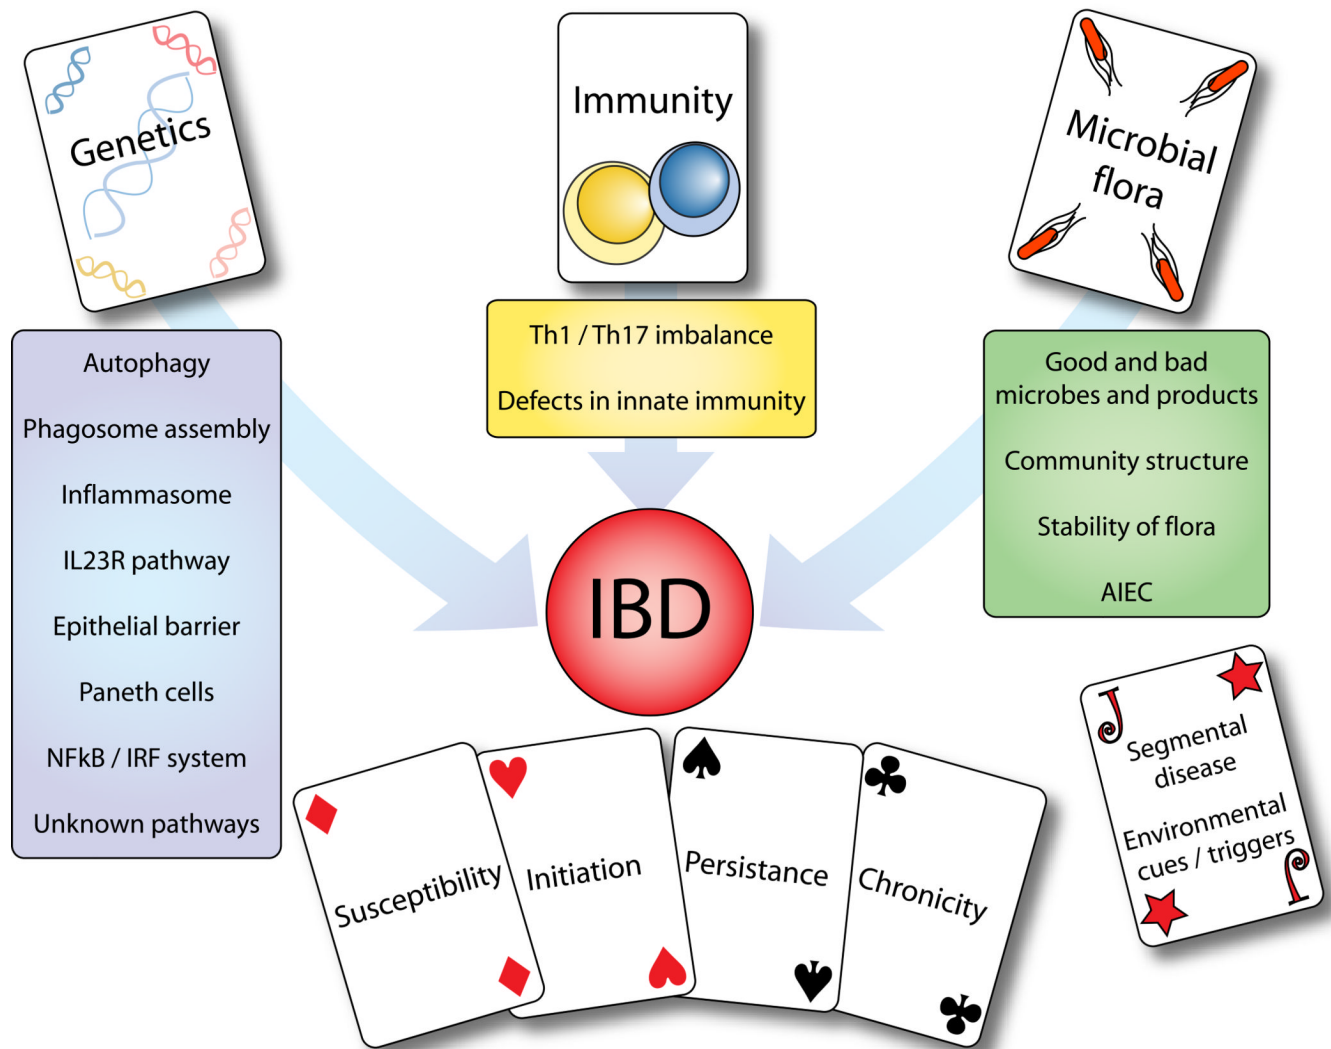 Genetics
Immunity
Microbial
flora
Autophagy
Phagosome assembly
Inflammasome
IL23R pathway
Epithelial barrier
Paneth cells
NFkB / IRF system
Unknown pathways
Th1 / Th17 imbalance
Defects in innate immunity
Good and bad
microbes and products
Community structure
Stability of flora
AIEC
IBD
Susceptibility
Initiation
Persistance
Chronicity
J
Segmental
disease
Environmental
cues / triggers
J